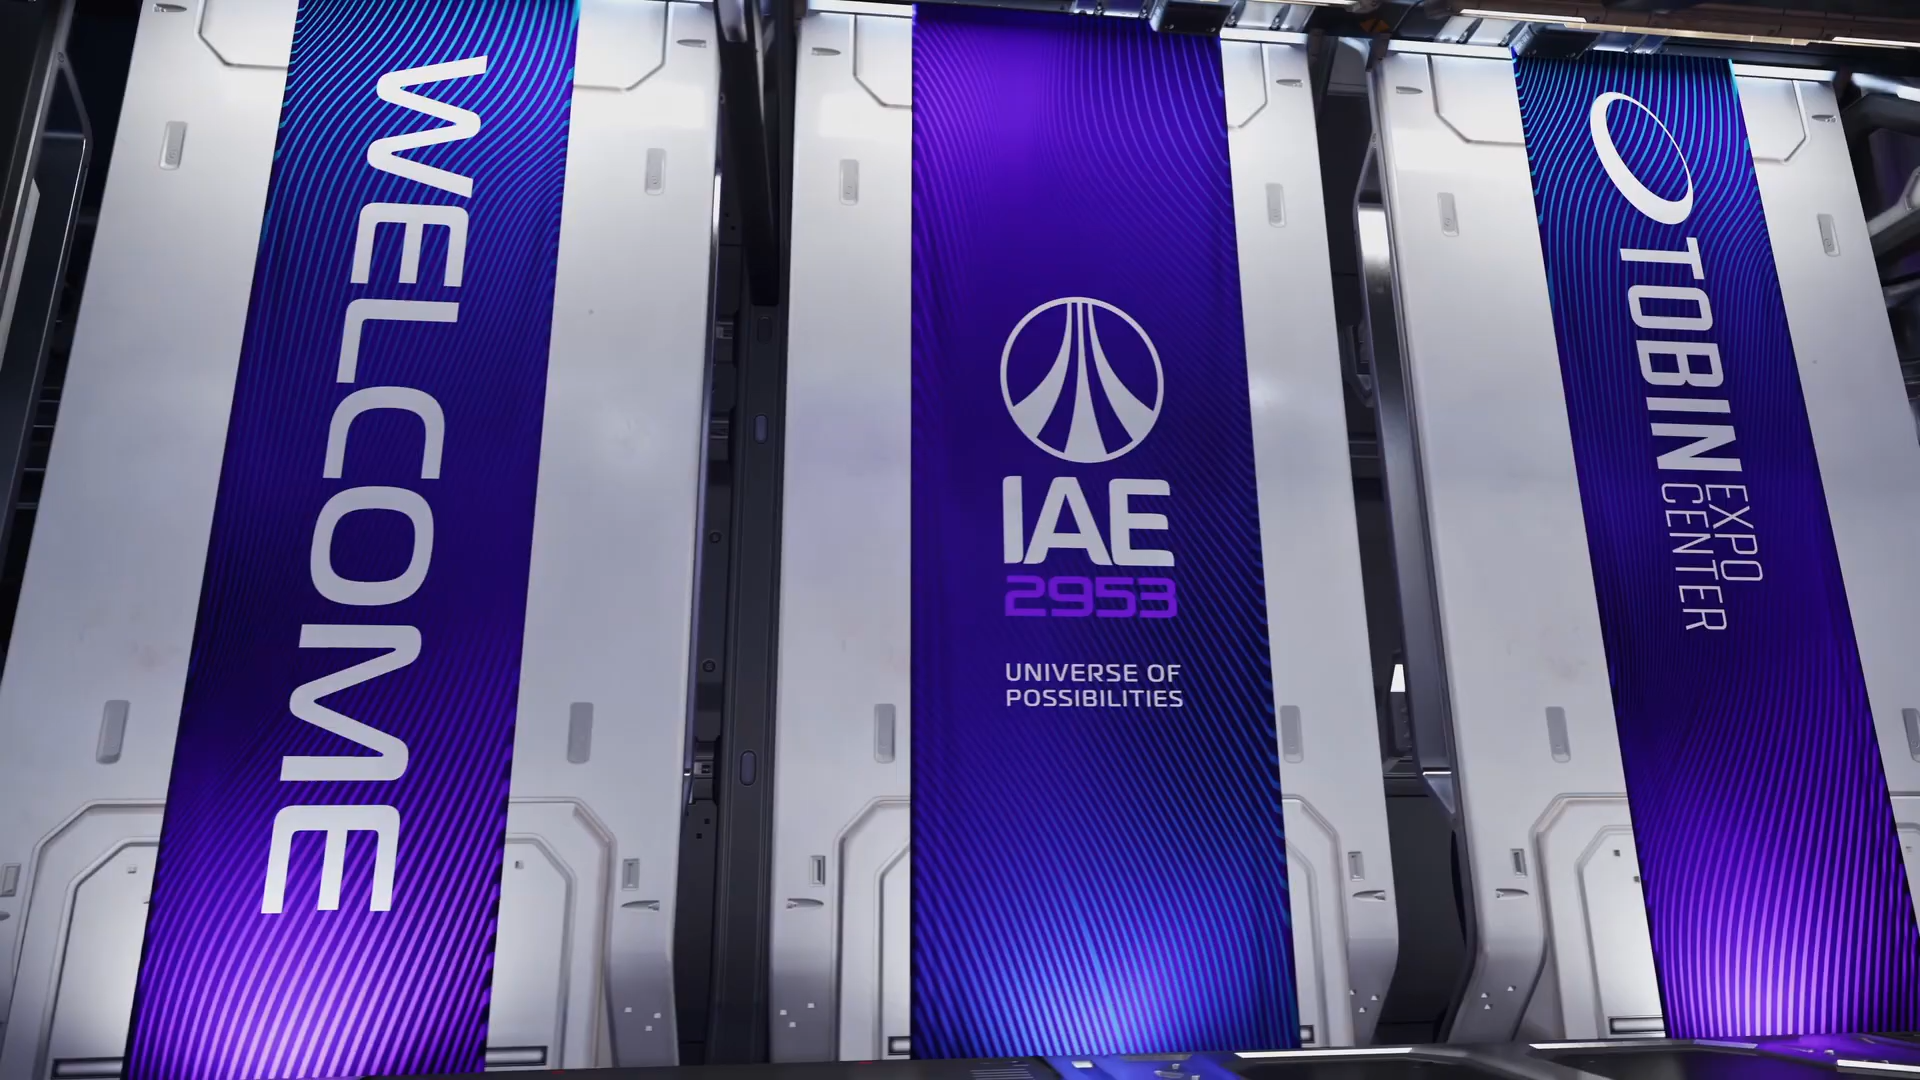 WELCOME
IAE
2953
UNIVERSE OF
POSSIBILITIES
TOBIN
EXPO
CENTER